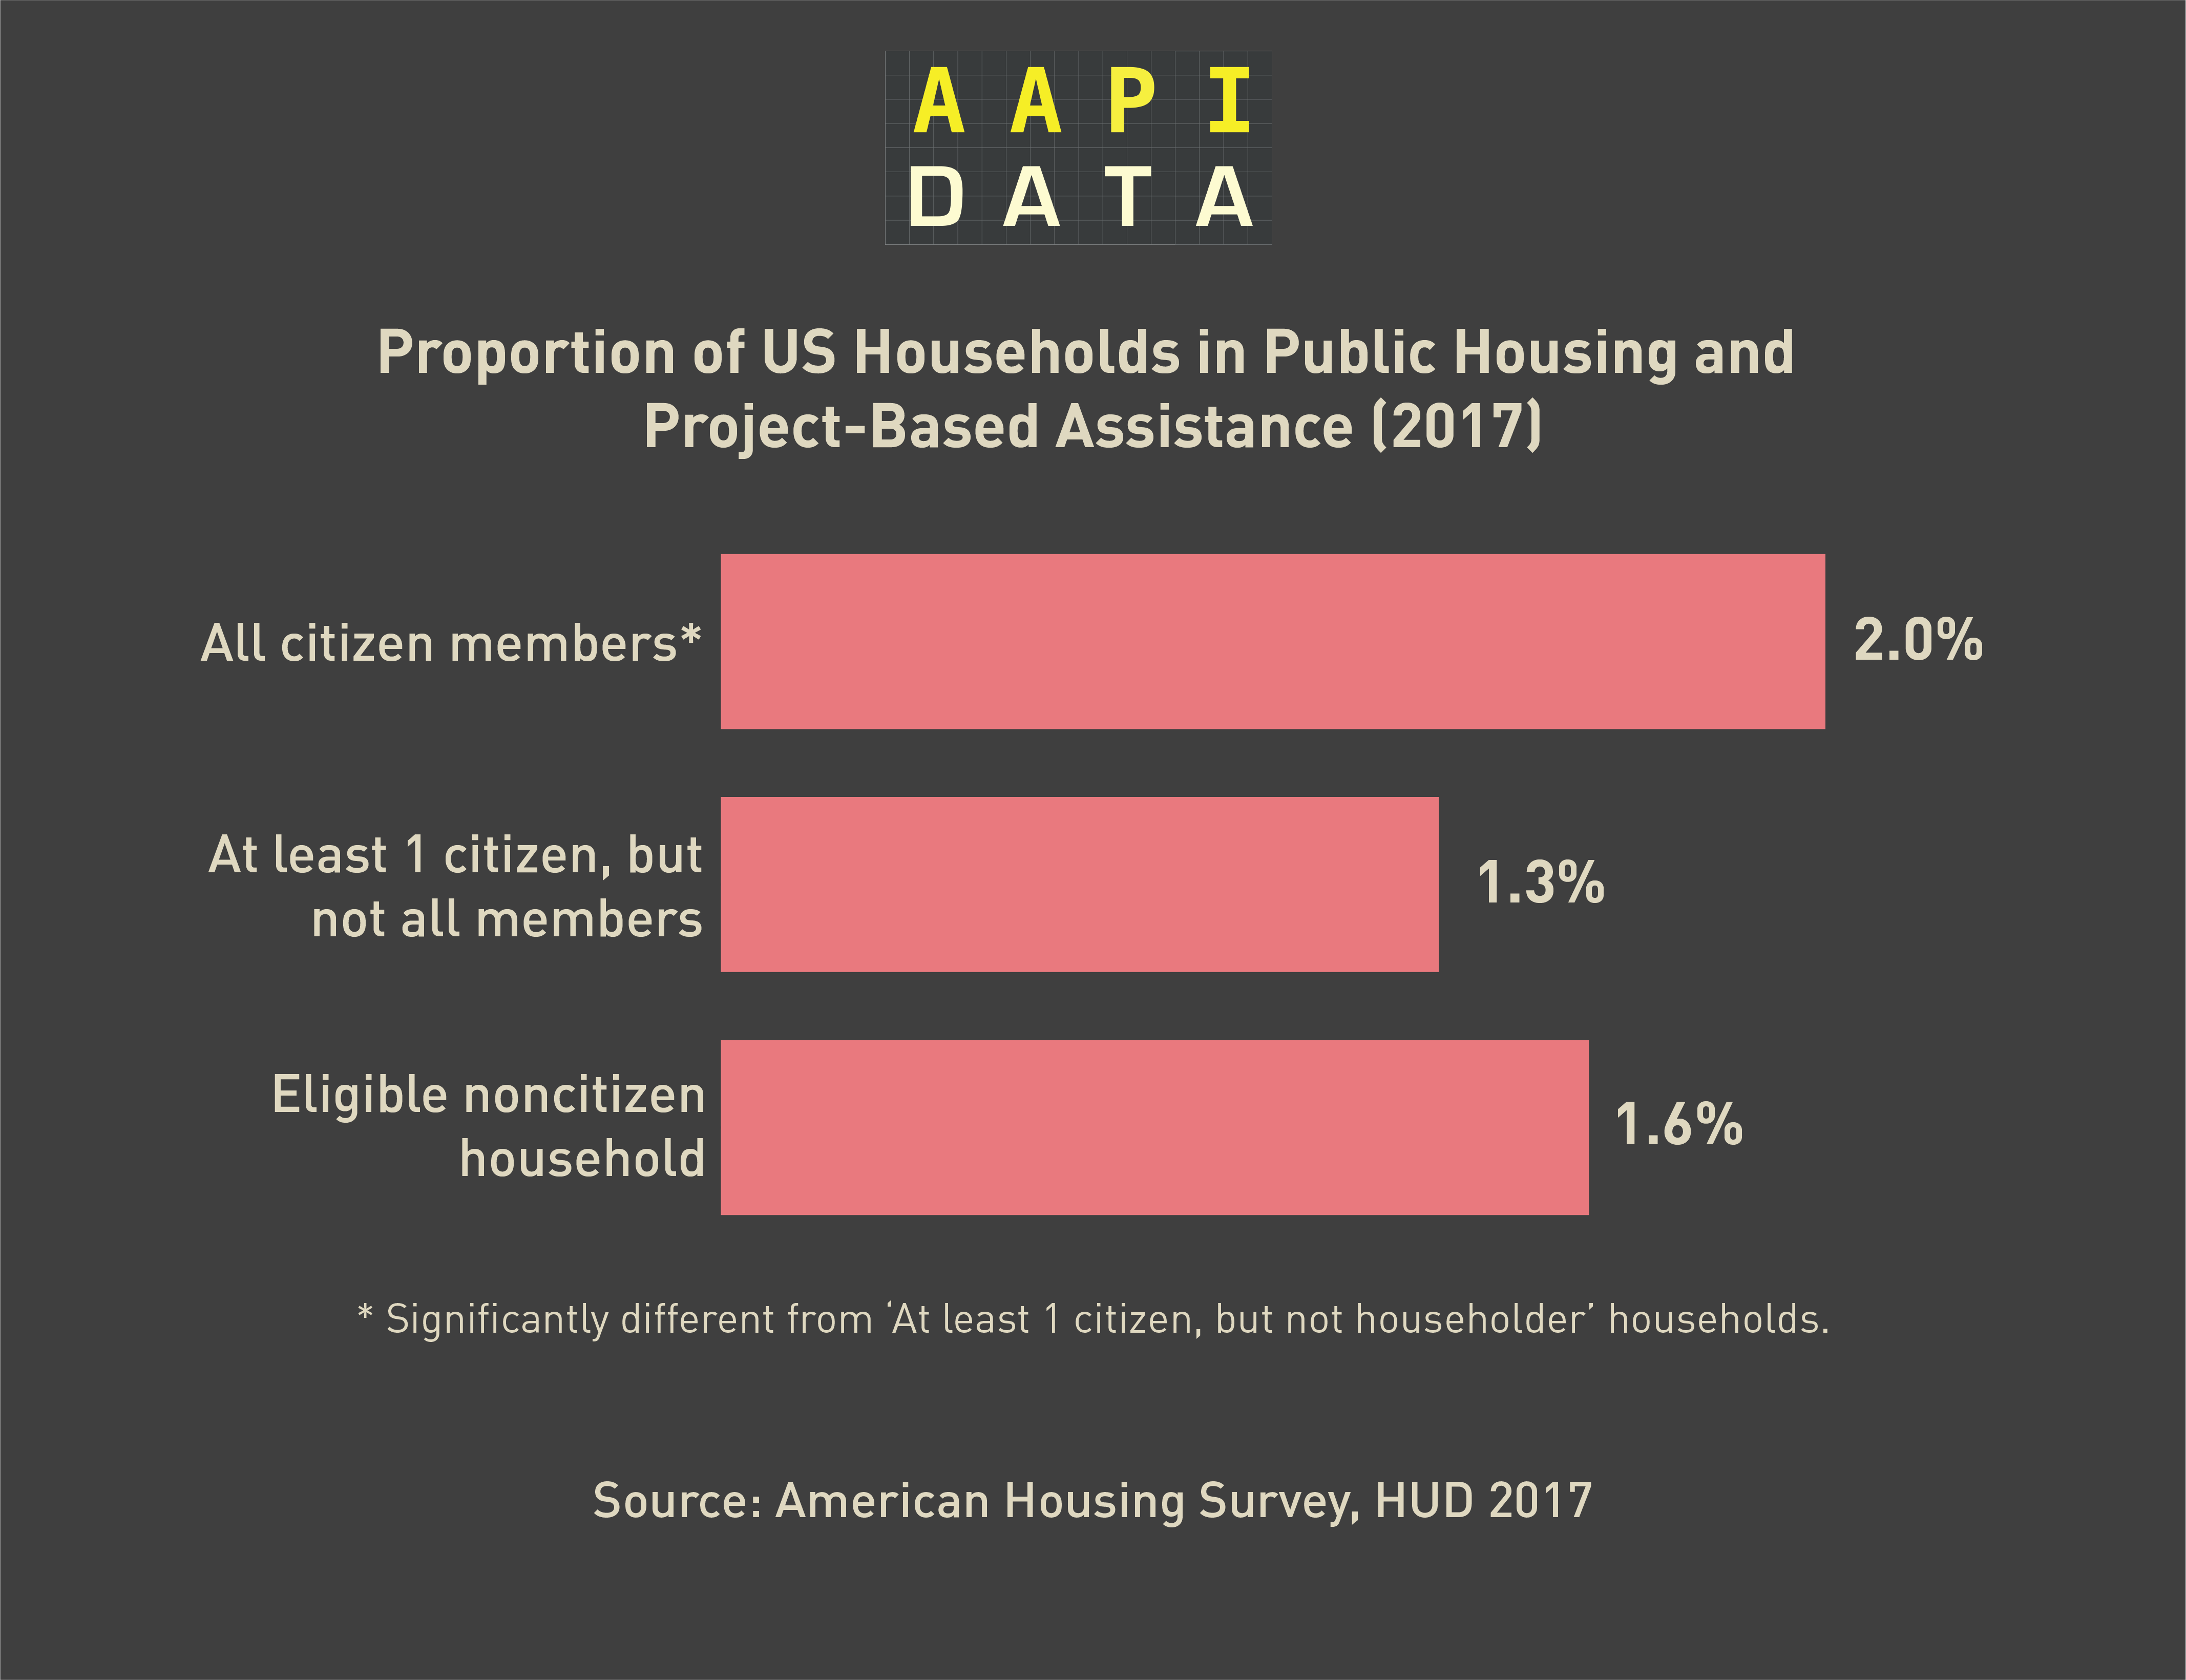 A A P I
D A T A
Proportion of US Households in Public Housing and
Project-Based Assistance (2017)
All citizen members*
2.0%
At least 1 citizen, but
not all members
1.3%
Eligible noncitizen
household
1.6%
* Significantly different from ‘At least 1 citizen, but not householder’ households.
Source: American Housing Survey, HUD 2017